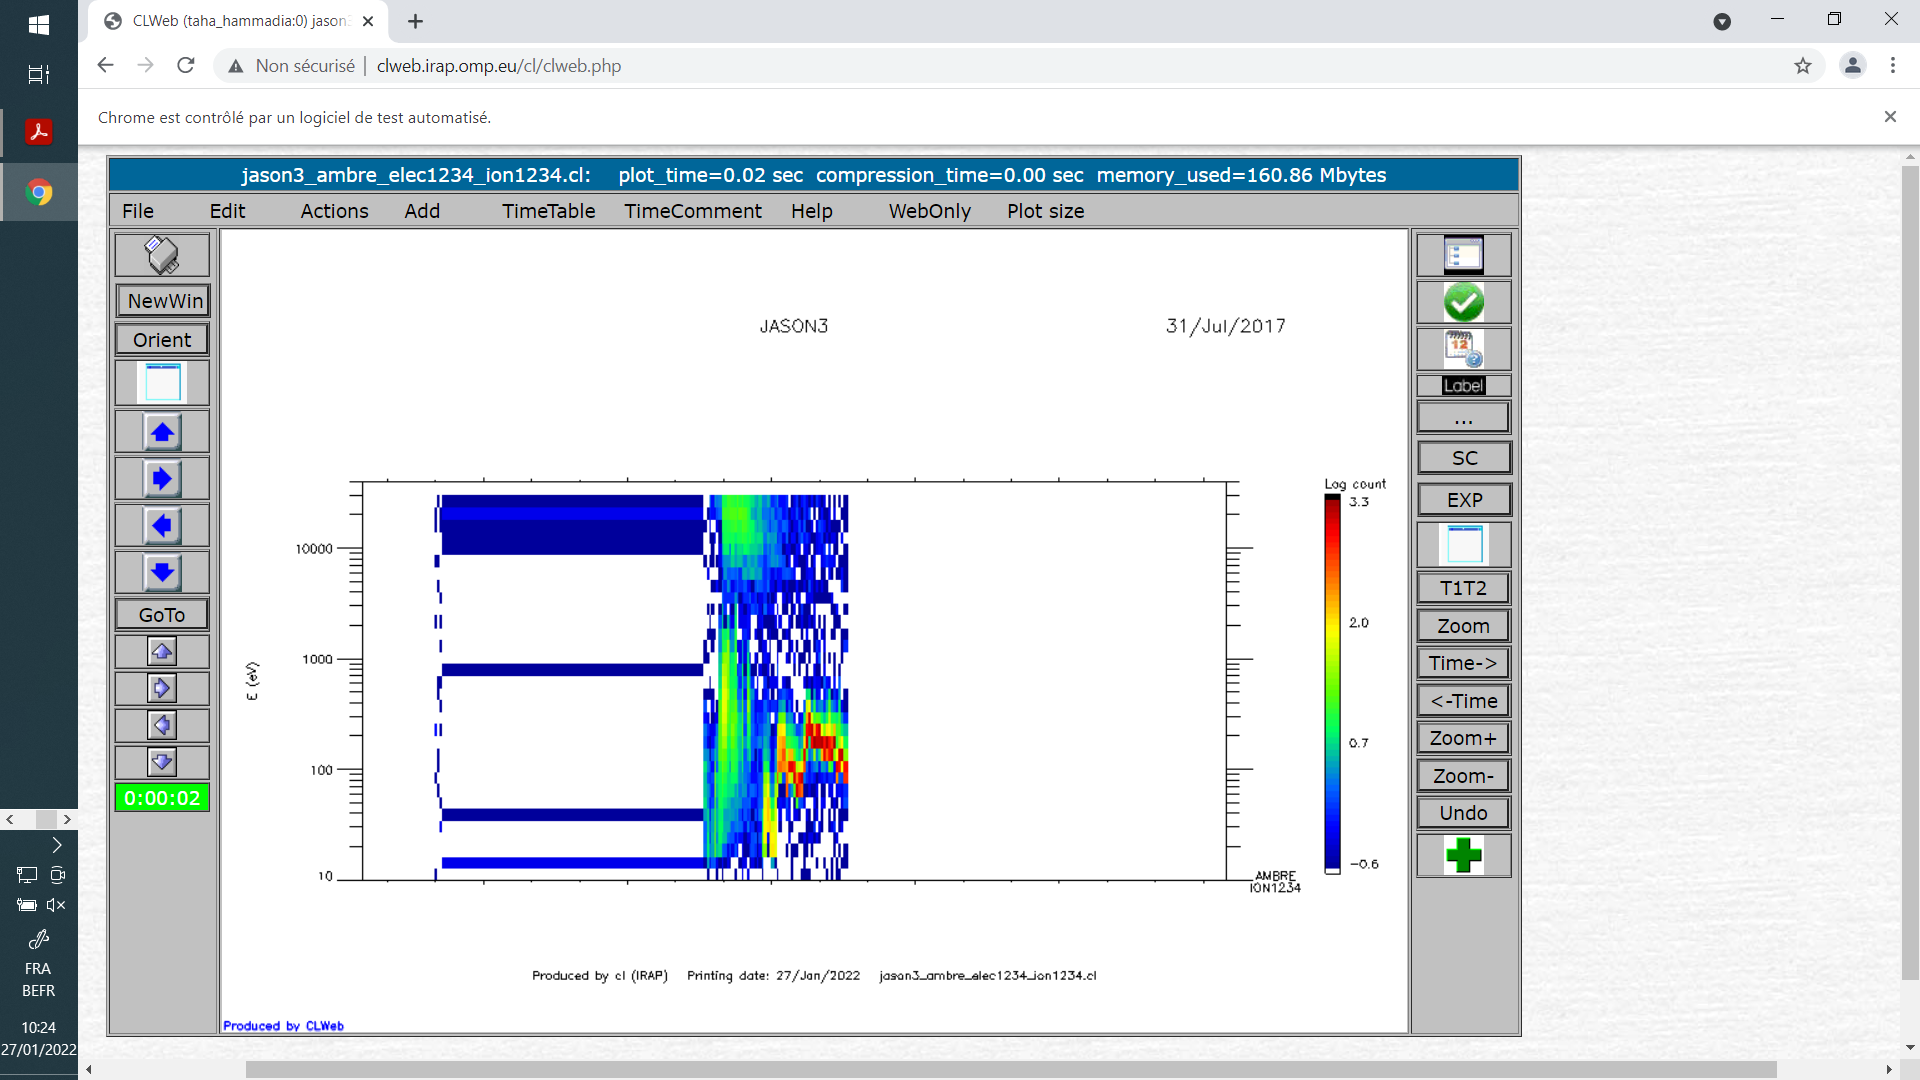 CLWeb (taha_hammadia:0) jason3
Non sécurisé | clweb.irap.omp.eu/cl/clweb.php
Chrome est contrôlé par un logiciel de test automatisé.
jason3_ambre_elec1234_ion1234.cl: plot_time=0.02 sec compression_time=0.00 sec memory_used=160.86 Mbytes
File Edit Actions Add TimeTable TimeComment Help WebOnly Plot size
NewWin
Orient
GoTo
0:00:02
JASON3 31/Jul/2017
E (eV)
10000
1000
100
10
Log count
3.3
2.0
0.7
-0.6
AMBRE
ION1234
Produced by cl (IRAP) Printing date: 27/Jan/2022 jason3_ambre_elec1234_ion1234.cl
Produced by CLWeb
12
Label
...
SC
EXP
T1T2
Zoom
Time->
<-Time
Zoom+
Zoom-
Undo
FRA
BEFR
10:24
27/01/2022